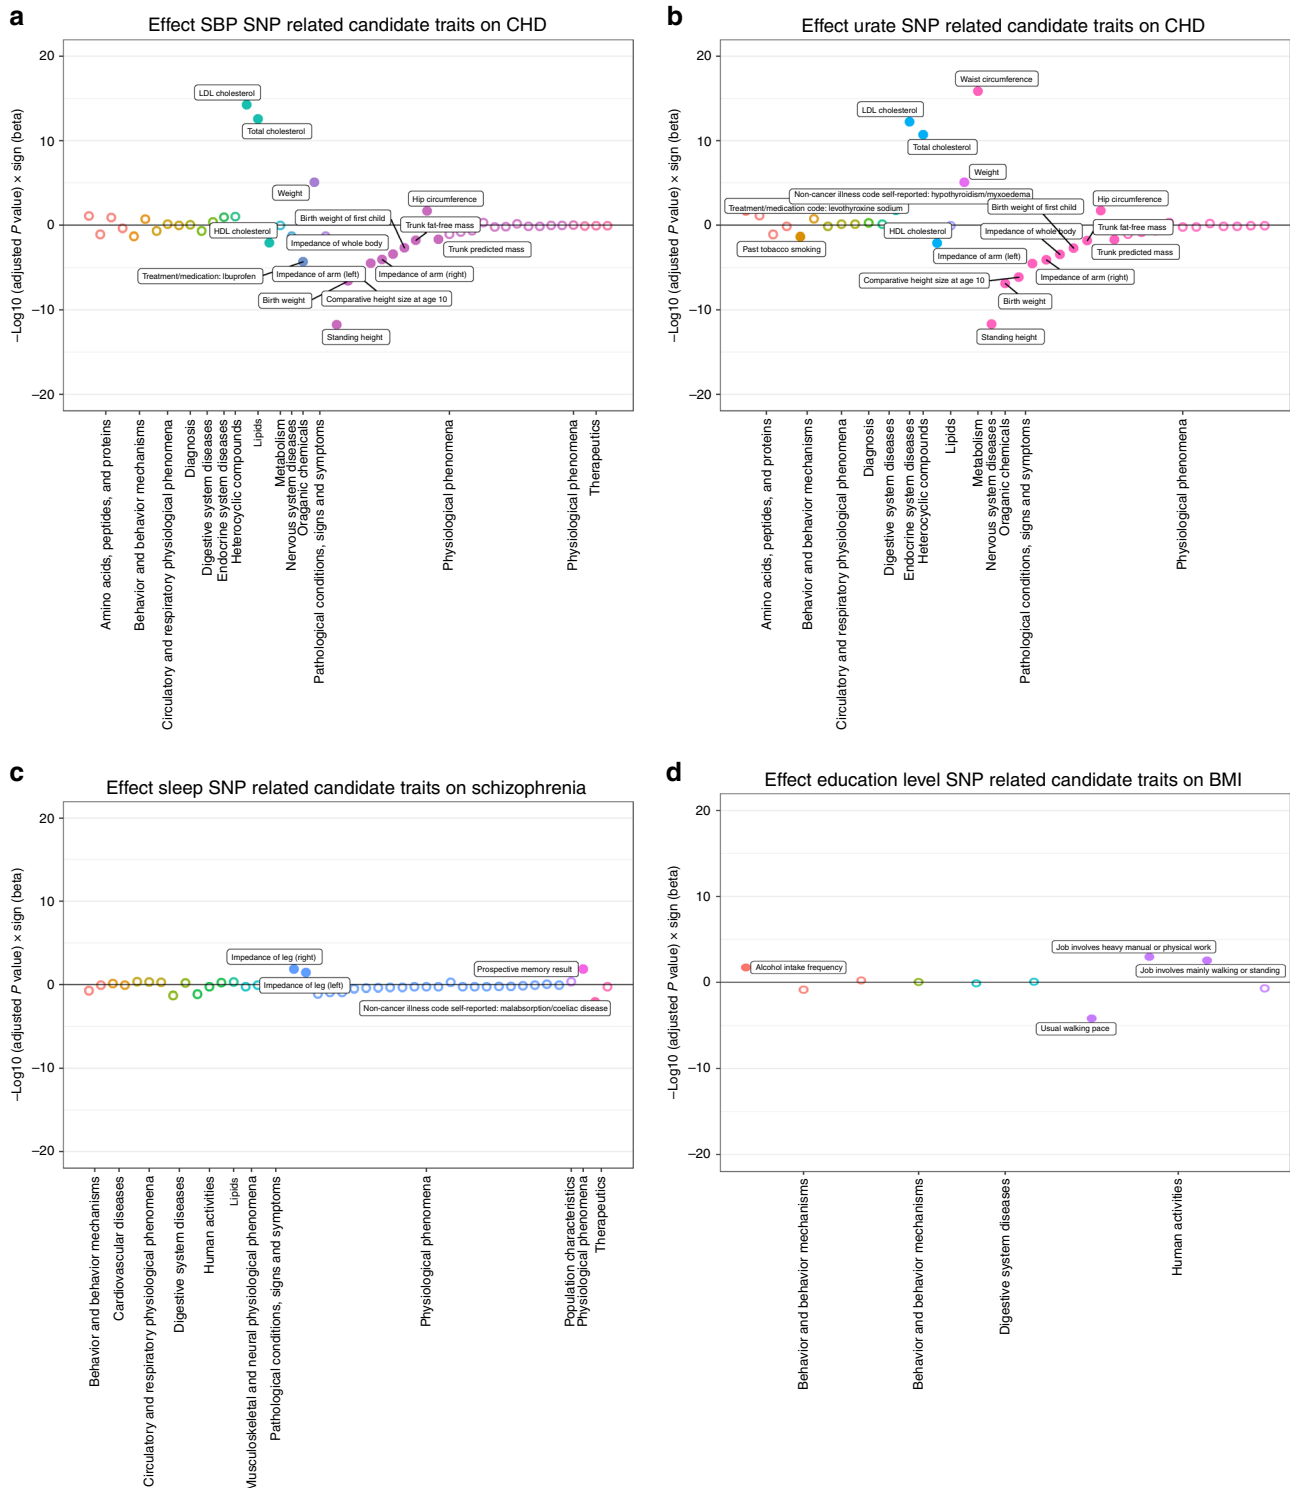 a
Effect SBP SNP related candidate traits on CHD
–Log10 (adjusted P value) × sign (beta)
20
10
0
–10
–20
LDL cholesterol
Total cholesterol
Weight
Hip circumference
Birth weight of first child
Trunk fat-free mass
HDL cholesterol
Impedance of whole body
Trunk predicted mass
Treatment/medication: Ibuprofen
Impedance of arm (left)
Impedance of arm (right)
Birth weight
Comparative height size at age 10
Standing height
Amino acids, peptides, and proteins
Behavior and behavior mechanisms
Circulatory and respiratory physiological phenomena
Diagnosis
Digestive system diseases
Endocrine system diseases
Heterocyclic compounds
Lipids
Metabolism
Nervous system diseases
Oraganic chemicals
Pathological conditions, signs and symptoms
Physiological phenomena
Physiological phenomena
Therapeutics
b
Effect urate SNP related candidate traits on CHD
–Log10 (adjusted P value) × sign (beta)
20
10
0
–10
–20
Waist circumference
LDL cholesterol
Total cholesterol
Weight
Non-cancer illness code self-reported: hypothyroidism/myxoedema
Hip circumference
Treatment/medication code: levothyroxine sodium
Birth weight of first child
HDL cholesterol
Impedance of whole body
Trunk fat-free mass
Past tobacco smoking
Impedance of arm (left)
Trunk predicted mass
Comparative height size at age 10
Impedance of arm (right)
Birth weight
Standing height
Amino acids, peptides, and proteins
Behavior and behavior mechanisms
Circulatory and respiratory physiological phenomena
Diagnosis
Digestive system diseases
Endocrine system diseases
Heterocyclic compounds
Lipids
Metabolism
Nervous system diseases
Oraganic chemicals
Pathological conditions, signs and symptoms
Physiological phenomena
c
Effect sleep SNP related candidate traits on schizophrenia
–Log10 (adjusted P value) × sign (beta)
20
10
0
–10
–20
Impedance of leg (right)
Prospective memory result
Impedance of leg (left)
Non-cancer illness code self-reported: malabsorption/coeliac disease
Behavior and behavior mechanisms
Cardiovascular diseases
Circulatory and respiratory physiological phenomena
Digestive system diseases
Human activities
Lipids
Musculoskeletal and neural physiological phenomena
Pathological conditions, signs and symptoms
Physiological phenomena
Population characteristics
Physiological phenomena
Therapeutics
d
Effect education level SNP related candidate traits on BMI
–Log10 (adjusted P value) × sign (beta)
20
10
0
–10
–20
Job involves heavy manual or physical work
Alcohol intake frequency
Job involves mainly walking or standing
Usual walking pace
Behavior and behavior mechanisms
Behavior and behavior mechanisms
Digestive system diseases
Human activities